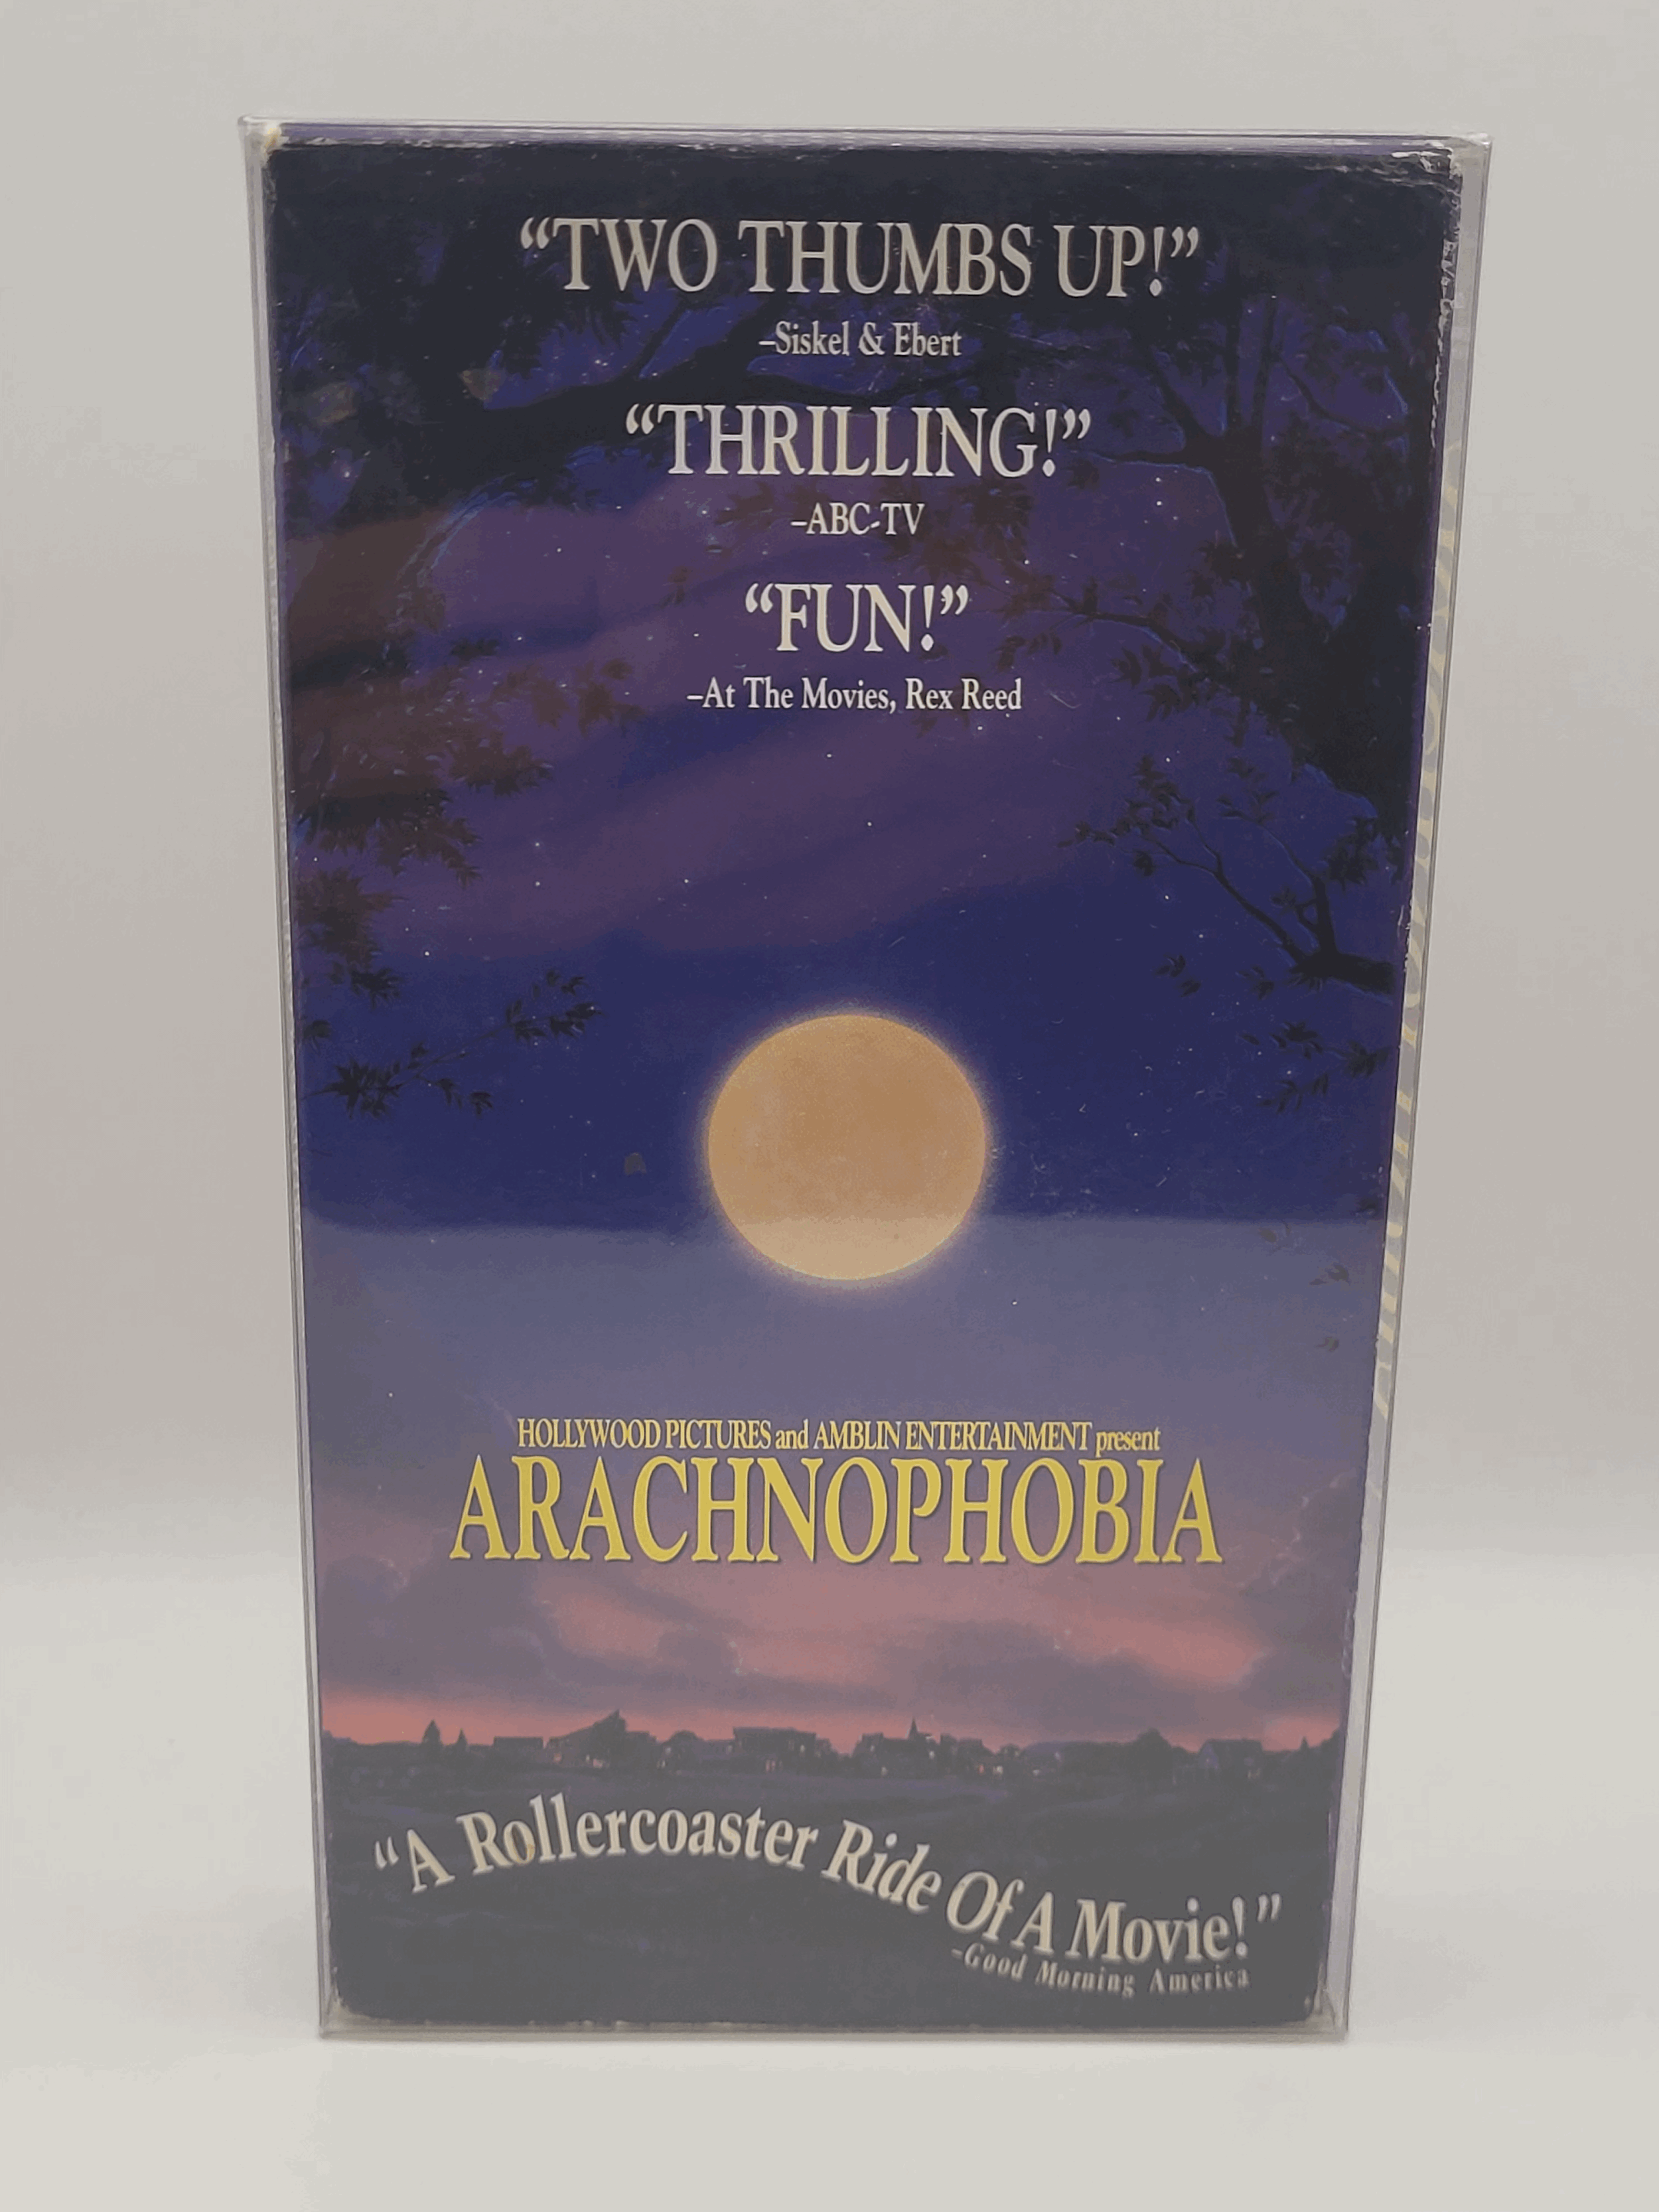 “TWO THUMBS UP!”
–Siskel & Ebert
“THRILLING!”
–ABC-TV
“FUN!”
–At The Movies, Rex Reed
HOLLYWOOD PICTURES and AMBLIN ENTERTAINMENT present
ARACHNOPHOBIA
“A Rollercoaster Ride Of A Movie!”
–Good Morning America